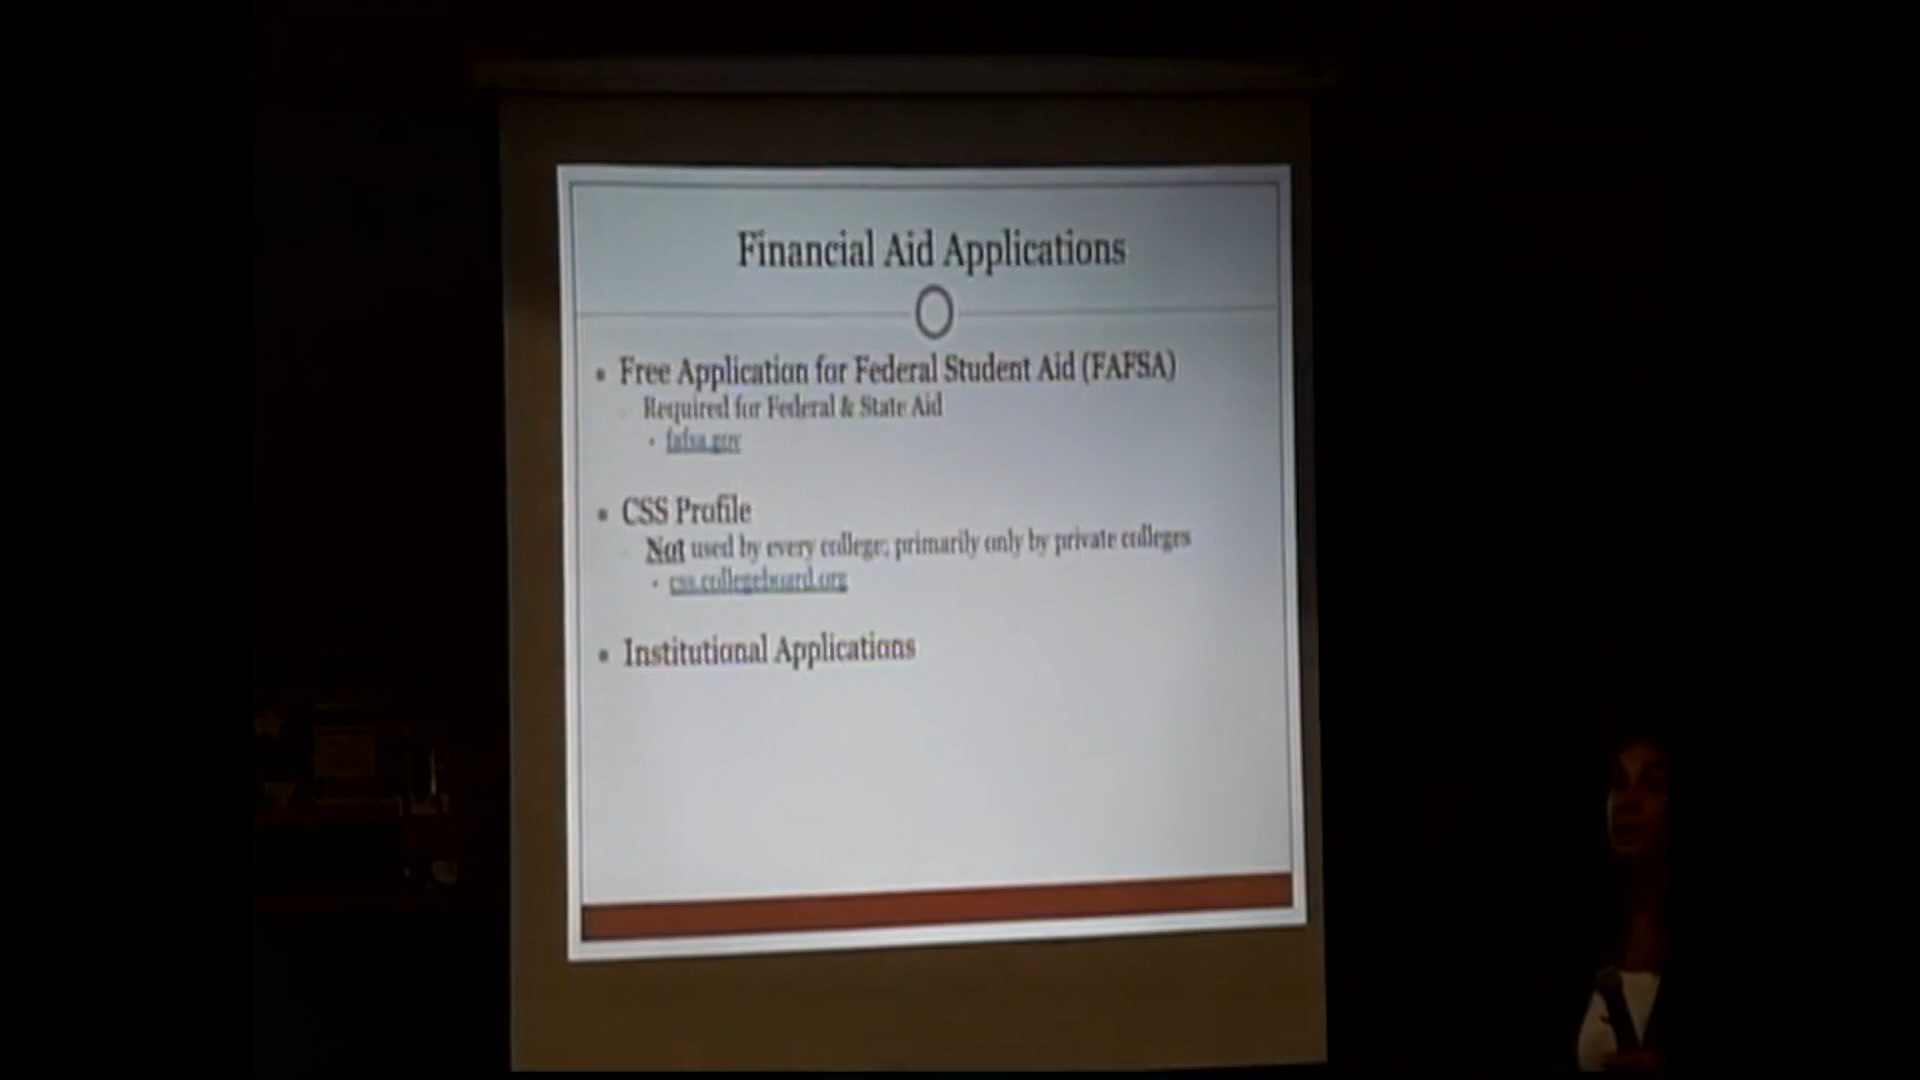 Financial Aid Applications
• Free Application for Federal Student Aid (FAFSA)
Required for Federal & State Aid
• fafsa.gov
• CSS Profile
Not used by every college; primarily only by private colleges
• css.collegeboard.org
• Institutional Applications